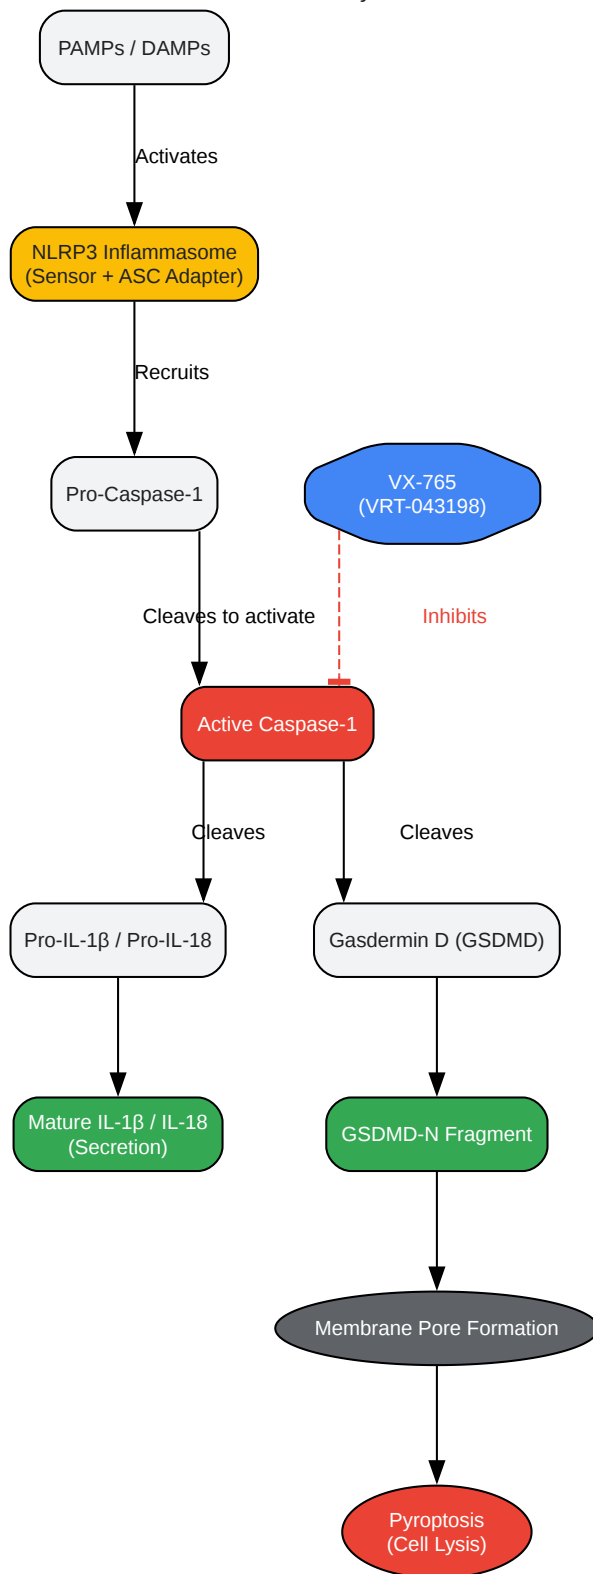 PAMPs / DAMPs
Activates
NLRP3 Inflammasome
(Sensor + ASC Adapter)
Recruits
Pro-Caspase-1
VX-765
(VRT-043198)
Cleaves to activate
Inhibits
Active Caspase-1
Cleaves
Cleaves
Pro-IL-1β / Pro-IL-18
Gasdermin D (GSDMD)
Mature IL-1β / IL-18
(Secretion)
GSDMD-N Fragment
Membrane Pore Formation
Pyroptosis
(Cell Lysis)